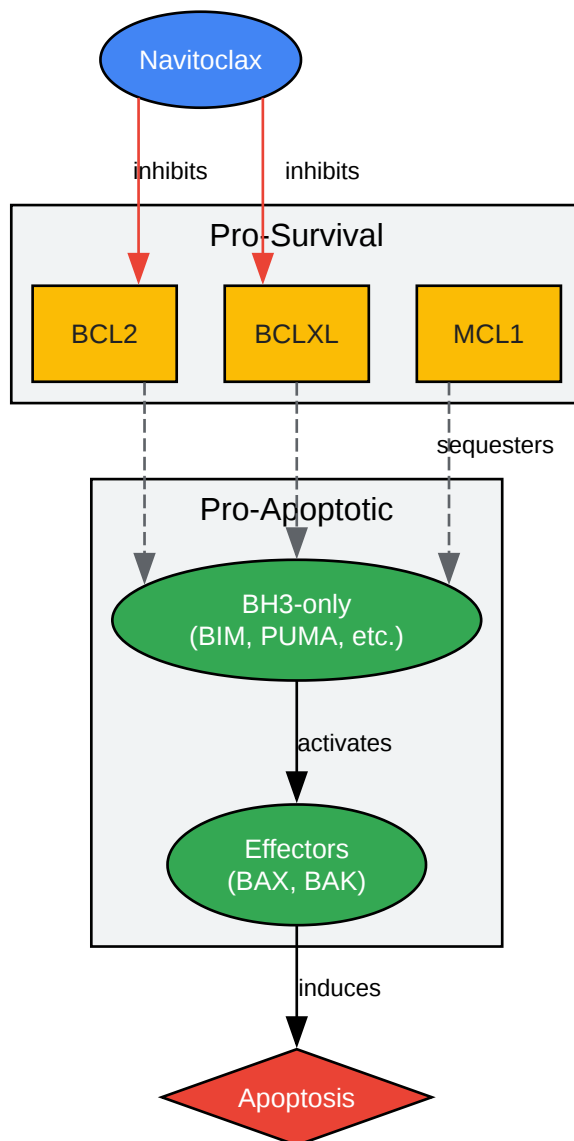 Navitoclax
inhibits
inhibits
Pro-Survival
BCL2
BCLXL
MCL1
sequesters
Pro-Apoptotic
BH3-only
(BIM, PUMA, etc.)
activates
Effectors
(BAX, BAK)
induces
Apoptosis